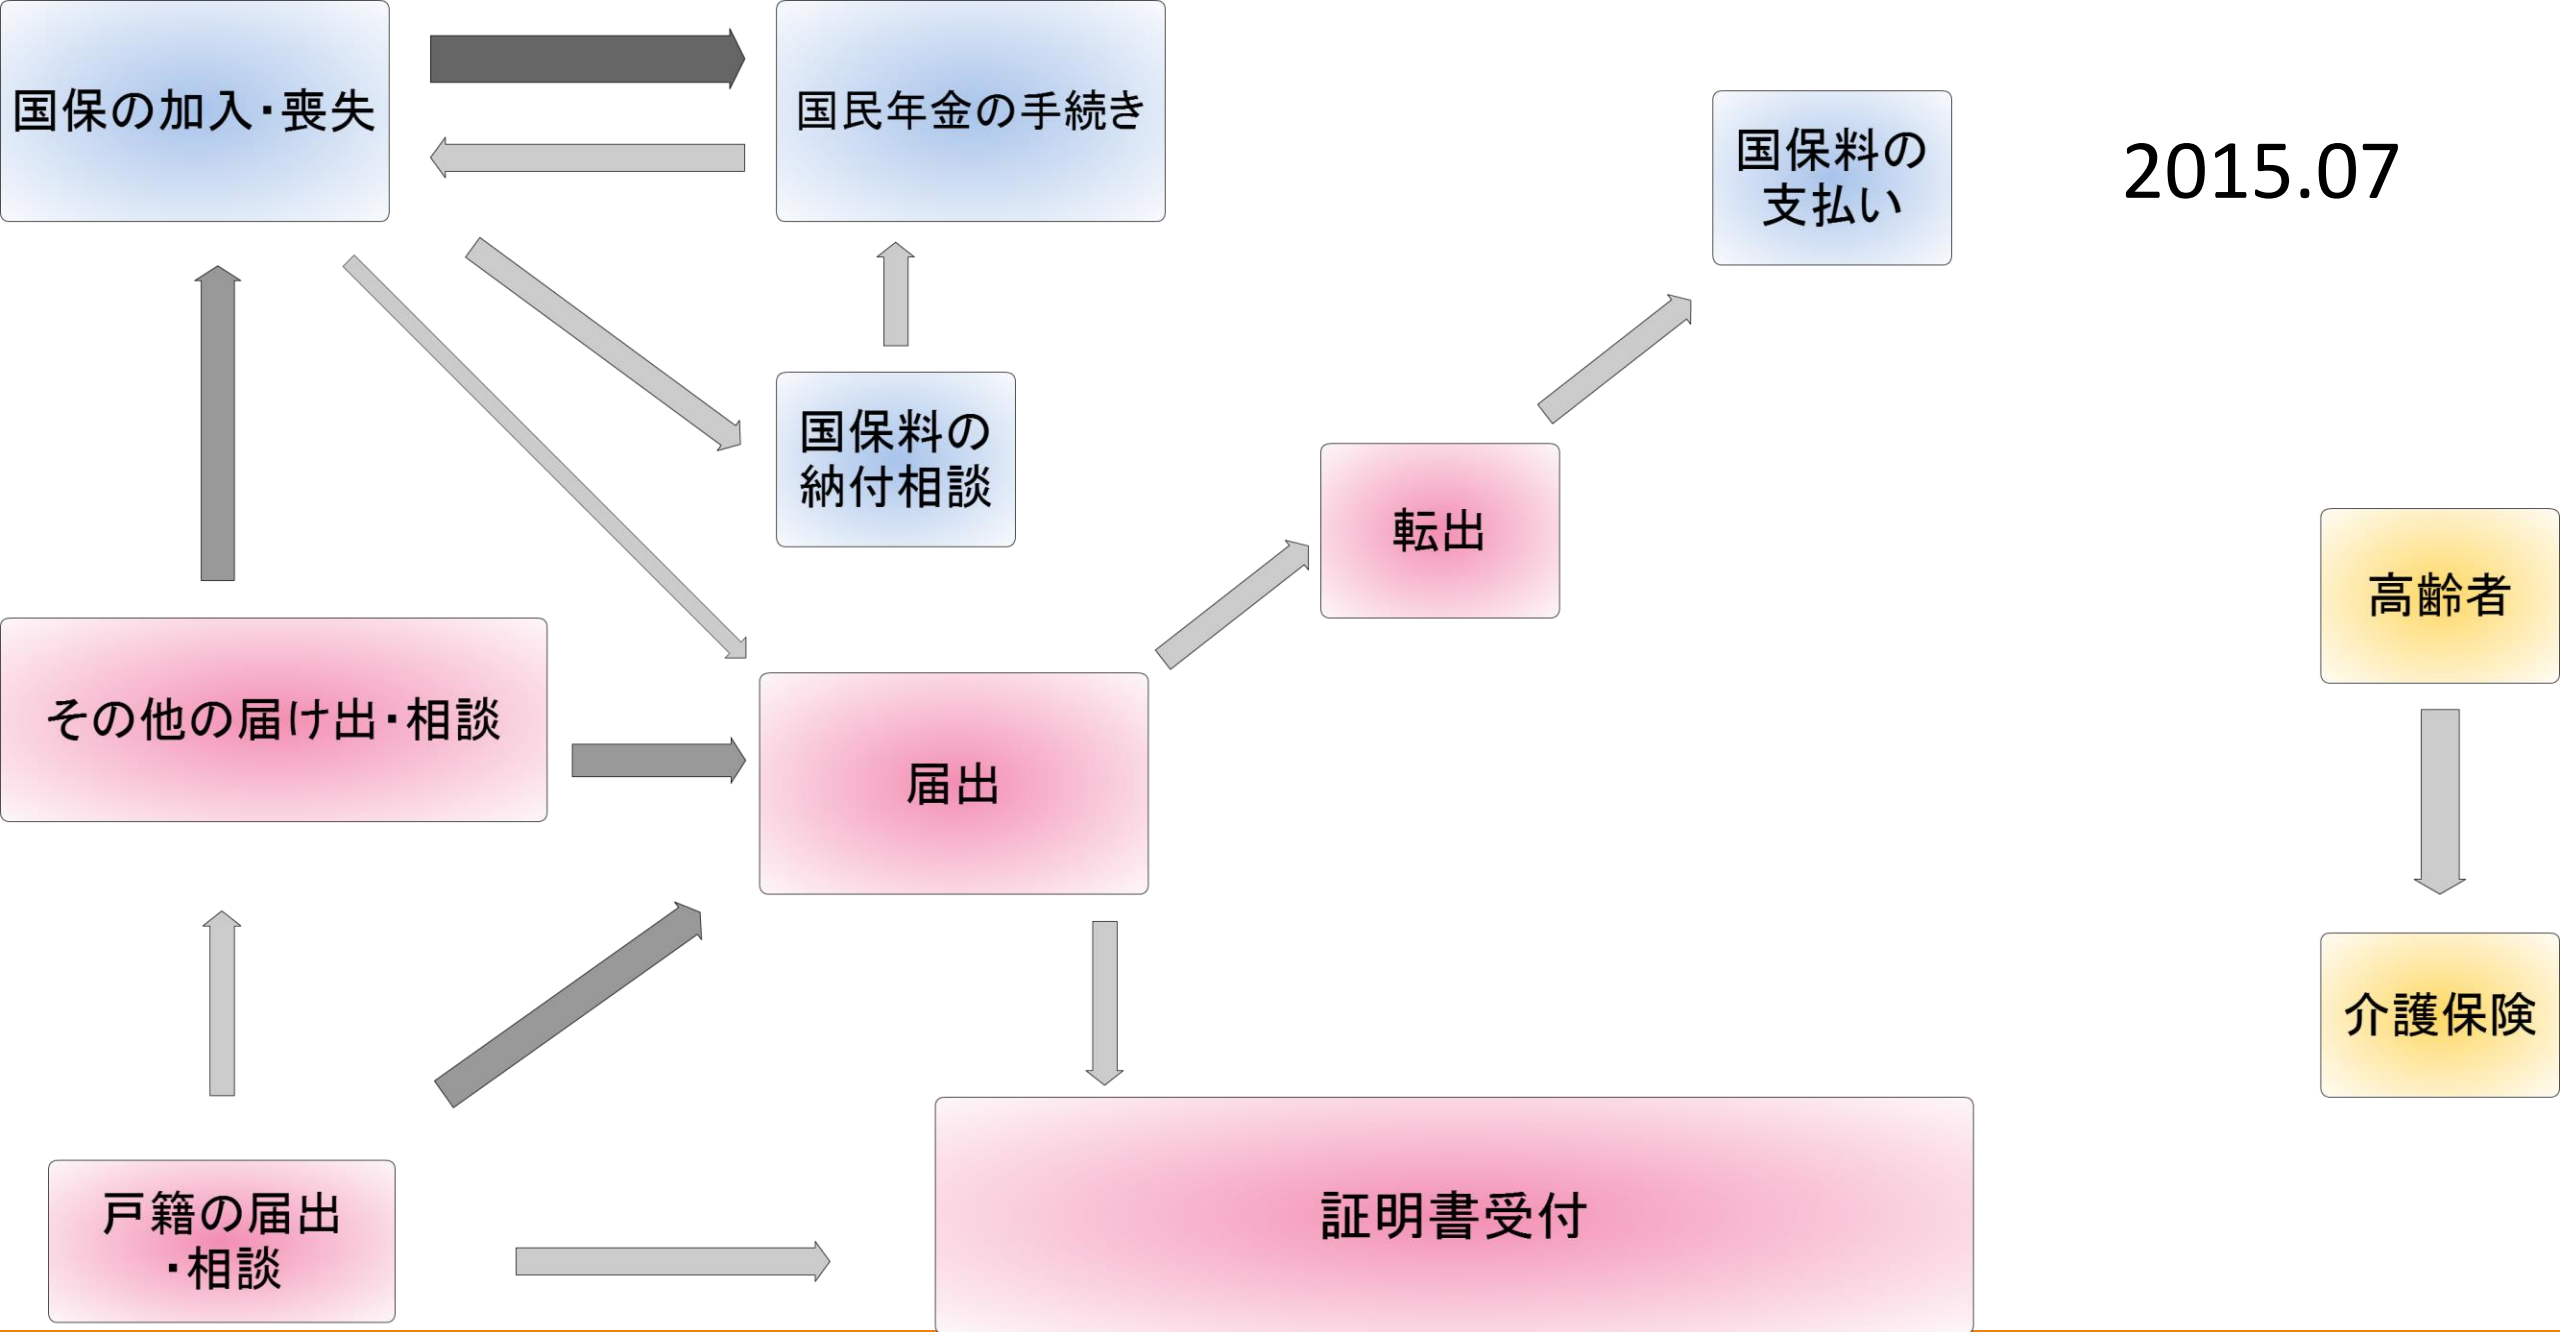 国保の加入・喪失
国民年金の手続き
国保料の
支払い
2015.07
国保料の
納付相談
転出
高齢者
その他の届け出・相談
届出
介護保険
戸籍の届出
・相談
証明書受付